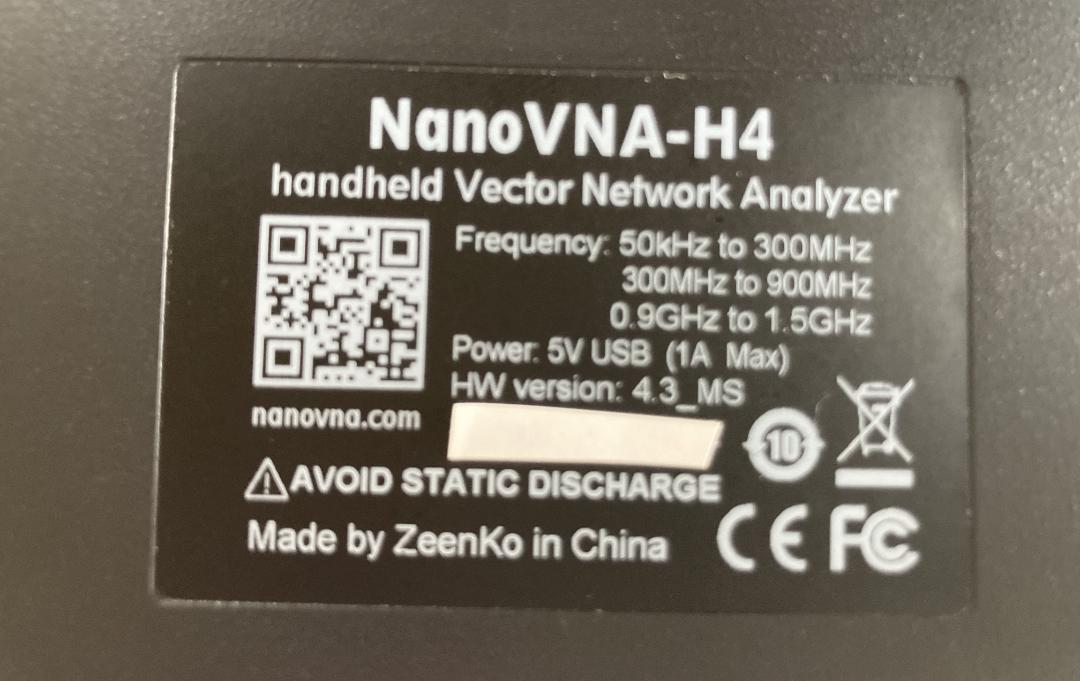 NanoVNA-H4
handheld Vector Network Analyzer
Frequency: 50kHz to 300MHz
300MHz to 900MHz
0.9GHz to 1.5GHz
Power: 5V USB (1A Max)
HW version: 4.3_MS
nanovna.com
10
AVOID STATIC DISCHARGE
Made by ZeenKo in China
CE FC